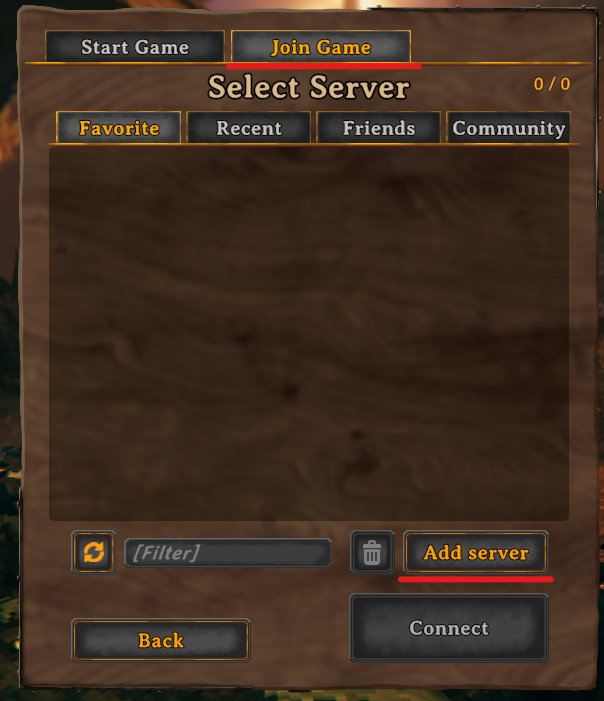 Start Game Join Game
Select Server 0 / 0
Favorite Recent Friends Community
[Filter] Add server
Back Connect